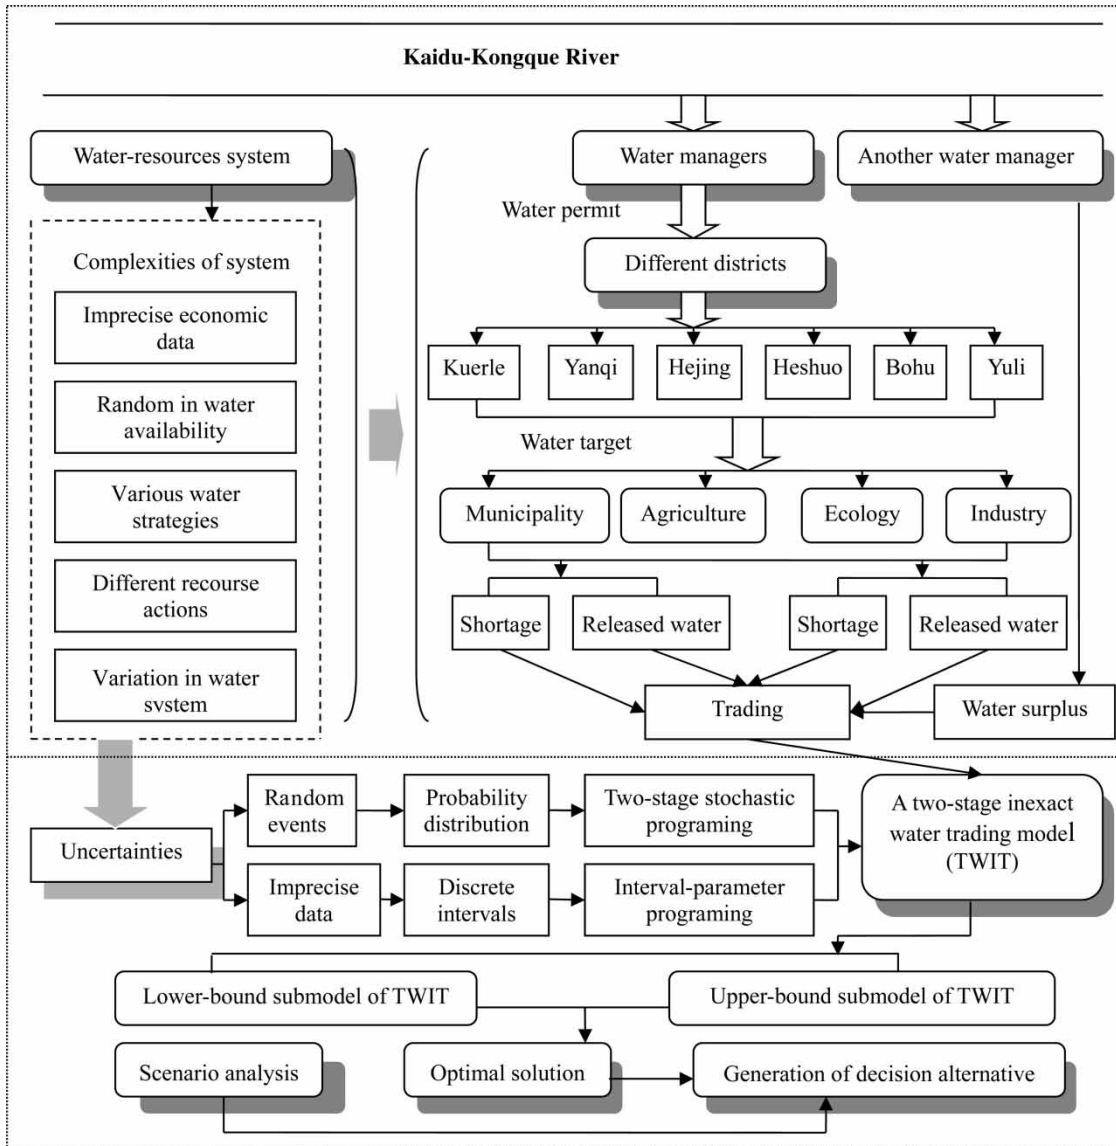 Kaidu-Kongque River
Water-resources system
Water managers
Another water manager
Water permit
Different districts
Complexities of system
Imprecise economic
data
Random in water
availability
Various water
strategies
Different recourse
actions
Variation in water
system
Kuerle
Yanqi
Hejing
Heshuo
Bohu
Yuli
Water target
Municipality
Agriculture
Ecology
Industry
Shortage
Released water
Shortage
Released water
Trading
Water surplus
Uncertainties
Random
events
Probability
distribution
Two-stage stochastic
programing
Imprecise
data
Discrete
intervals
Interval-parameter
programing
A two-stage inexact
water trading model
(TWIT)
Lower-bound submodel of TWIT
Upper-bound submodel of TWIT
Scenario analysis
Optimal solution
Generation of decision alternative